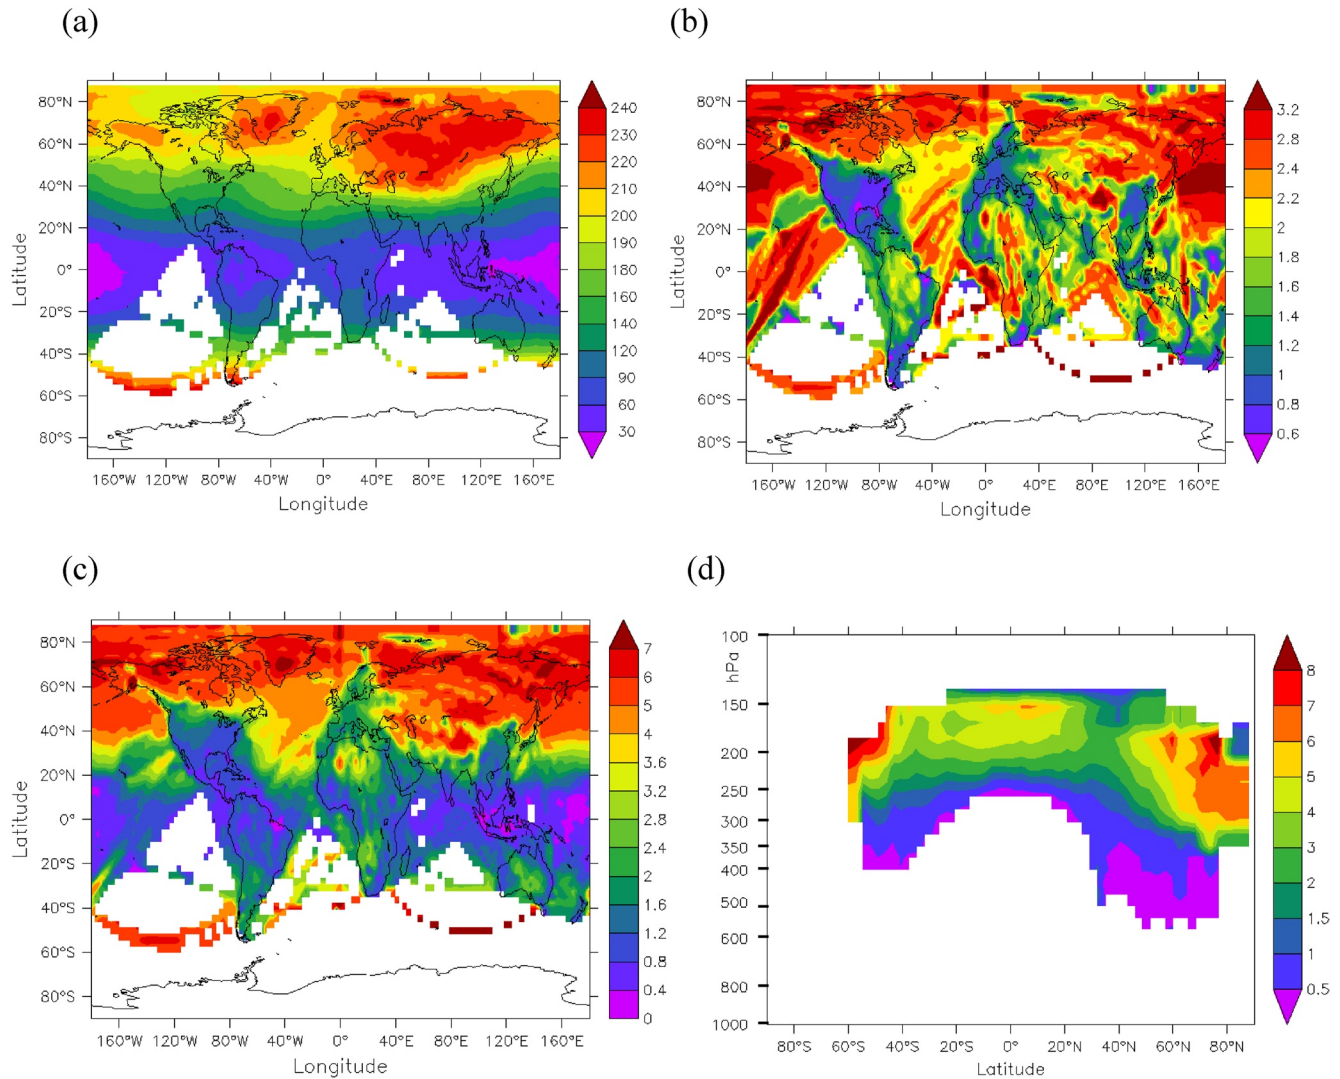 (a)
80°N
60°N
40°N
20°N
0°
20°S
40°S
60°S
80°S
Latitude
160°W 120°W 80°W 40°W 0° 40°E 80°E 120°E 160°E
Longitude
240
230
220
210
200
190
180
160
140
120
90
60
30
(b)
80°N
60°N
40°N
20°N
0°
20°S
40°S
60°S
80°S
Latitude
160°W 120°W 80°W 40°W 0° 40°E 80°E 120°E 160°E
Longitude
3.2
2.8
2.4
2.2
2
1.8
1.6
1.4
1.2
1
0.8
0.6
(c)
80°N
60°N
40°N
20°N
0°
20°S
40°S
60°S
80°S
Latitude
160°W 120°W 80°W 40°W 0° 40°E 80°E 120°E 160°E
Longitude
7
6
5
4
3.6
3.2
2.8
2.4
2
1.6
1.2
0.8
0.4
0
(d)
hPa
100
150
200
250
300
350
400
500
600
800
1000
80°S 60°S 40°S 20°S 0° 20°N 40°N 60°N 80°N
Latitude
8
7
6
5
4
3
2
1.5
1
0.5